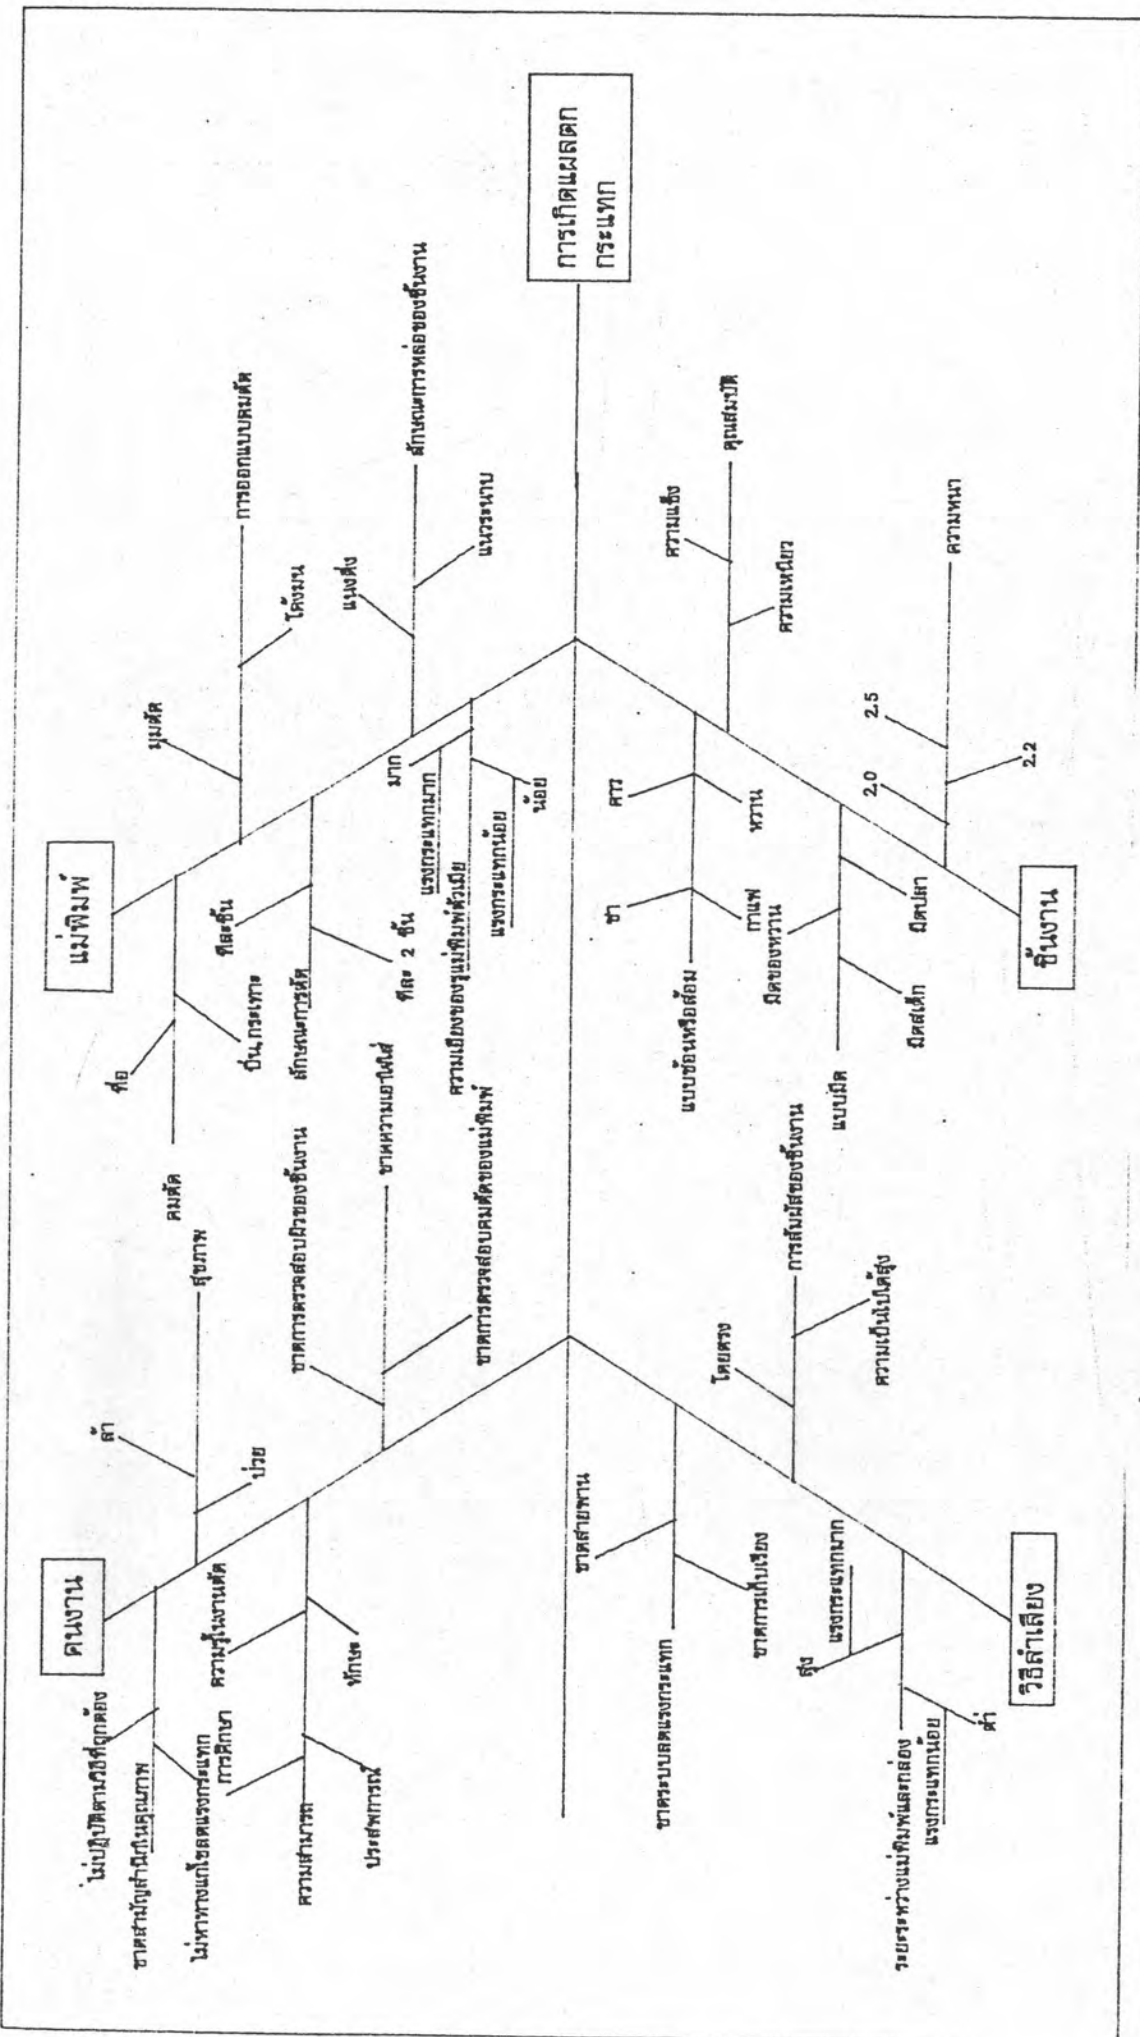 คนงาน
ไม่ปฏิบัติตามวิธีที่ถูกต้อง
ขาดสามัญสำนึกในคุณภาพ
ไม่หาทางแก้ไขลดแรงกระแทก
สุขภาพ
ล้า
ป่วย
ความรู้ในงานตัด
การศึกษา
ความสามารถ
ทักษะ
ประสพการณ์
ขาดการตรวจสอบผิวของชิ้นงาน
ขาดความเอาใจใส่
ขาดการตรวจสอบคมตัดของแม่พิมพ์
แม่พิมพ์
คมตัด
ทื่อ
บิ่น,กระเทาะ
มุมตัด
การออกแบบคมตัด
โค้งมน
ทีละชิ้น
ลักษณะการตัด
ทีละ 2 ชิ้น
แนงดิ่ง
ลักษณะการหล่อของชิ้นงาน
แนวระนาบ
มาก
แรงกระแทกมาก
ความเอียงของรูแม่พิมพ์ตัวเมีย
แรงกระแทกน้อย
น้อย
การเกิดแผลตก
กระแทก
ขาดสายพาน
ขาดระบบลดแรงกระแทก
ขาดการเก็บเรียง
โดยตรง
การสัมผัสของชิ้นงาน
ความเป็นไปได้สูง
สูง
แรงกระแทกมาก
ระยะระหว่างแม่พิมพ์และกล่อง
แรงกระแทกน้อย
ต่ำ
วิธีลำเลียง
ชา
คาว
แบบช้อนหรือส้อม
กาแฟ
หวาน
ความแข็ง
คุณสมบัติ
ความเหนียว
มีดของหวาน
แบบมีด
มีดสเต็ก
มีดปลา
2.0
2.5
ความหนา
2.2
ชิ้นงาน